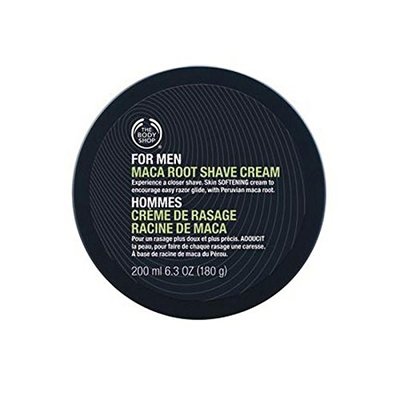 THE
BODY
SHOP
FOR MEN
MACA ROOT SHAVE CREAM
Experience a closer shave. Skin SOFTENING cream to
encourage easy razor glide, with Peruvian maca root.
HOMMES
CRÈME DE RASAGE
RACINE DE MACA
Pour un rasage plus doux et plus précis. ADOUCIT
la peau, pour faire de chaque rasage une caresse.
À base de racine de maca du Pérou.
200 ml 6.3 OZ (180 g)